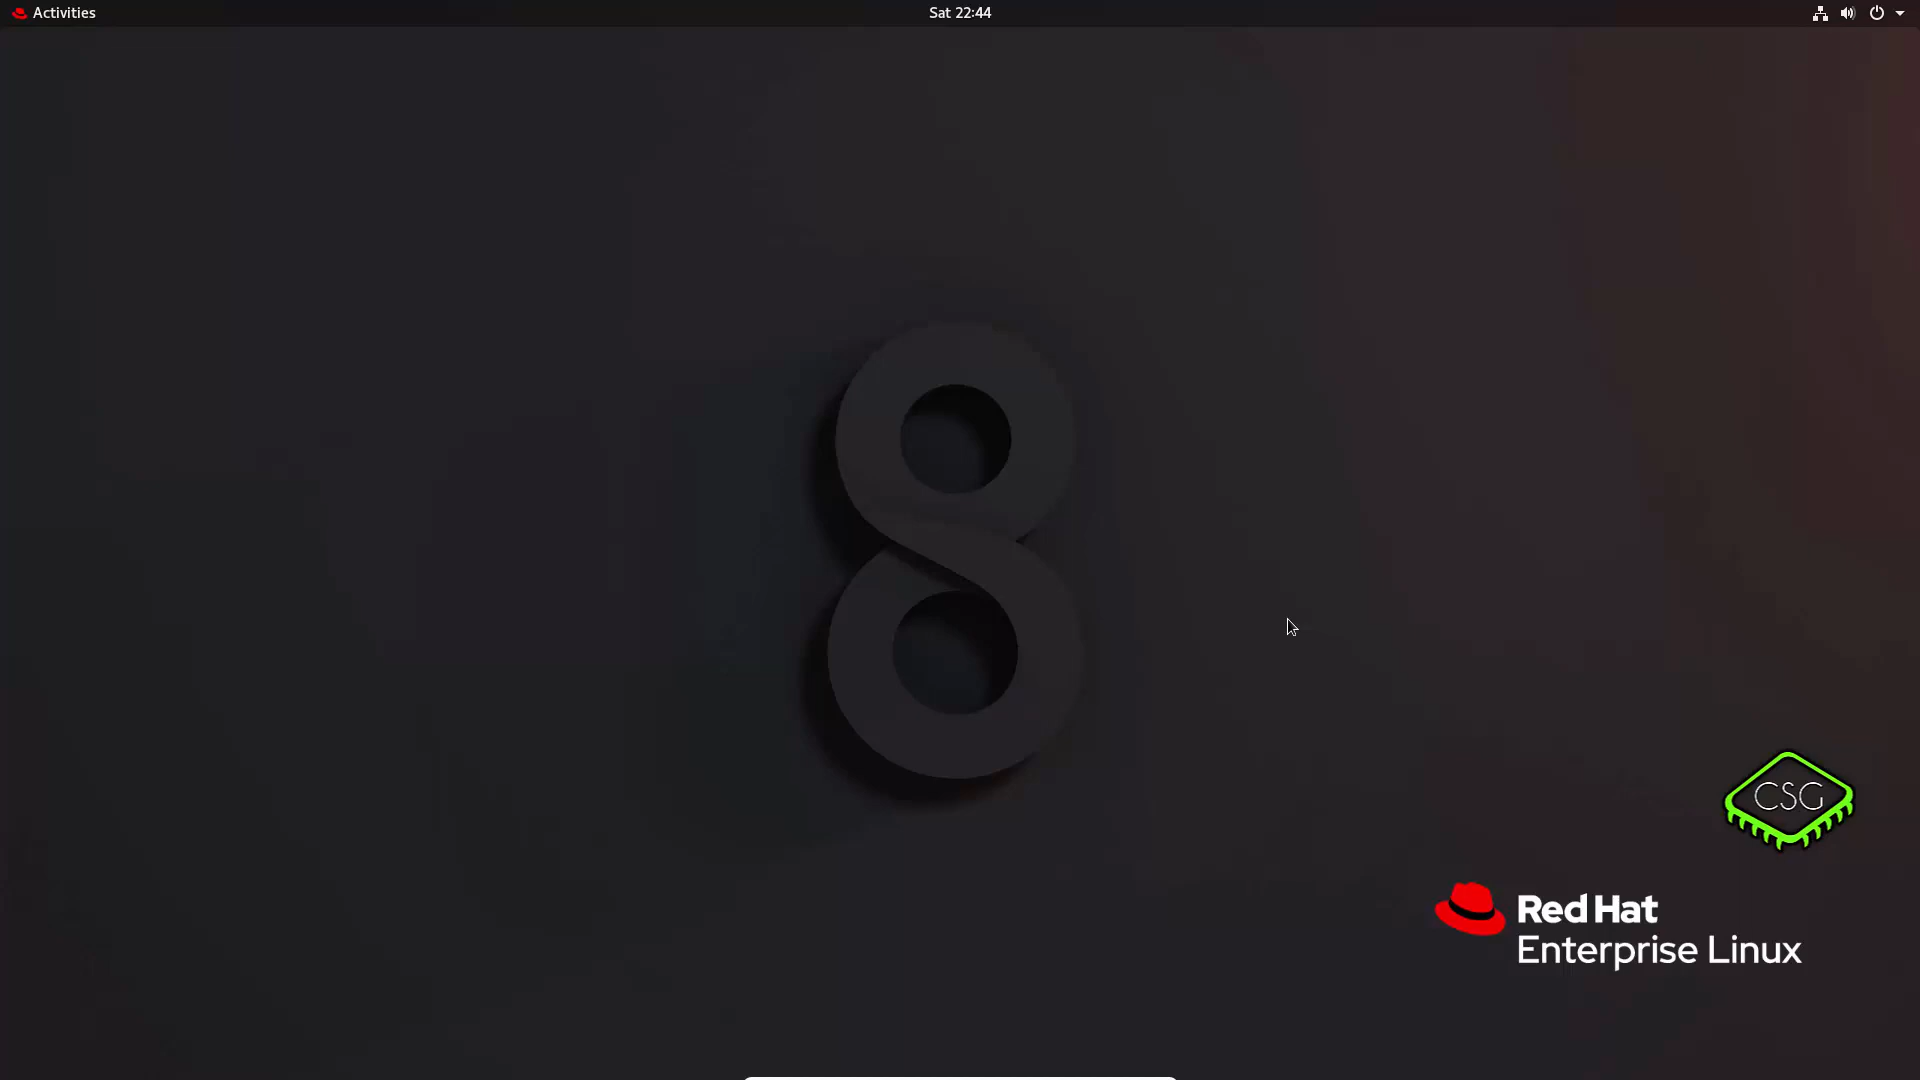 Activities
Sat 22:44
8
CSG
Red Hat
Enterprise Linux